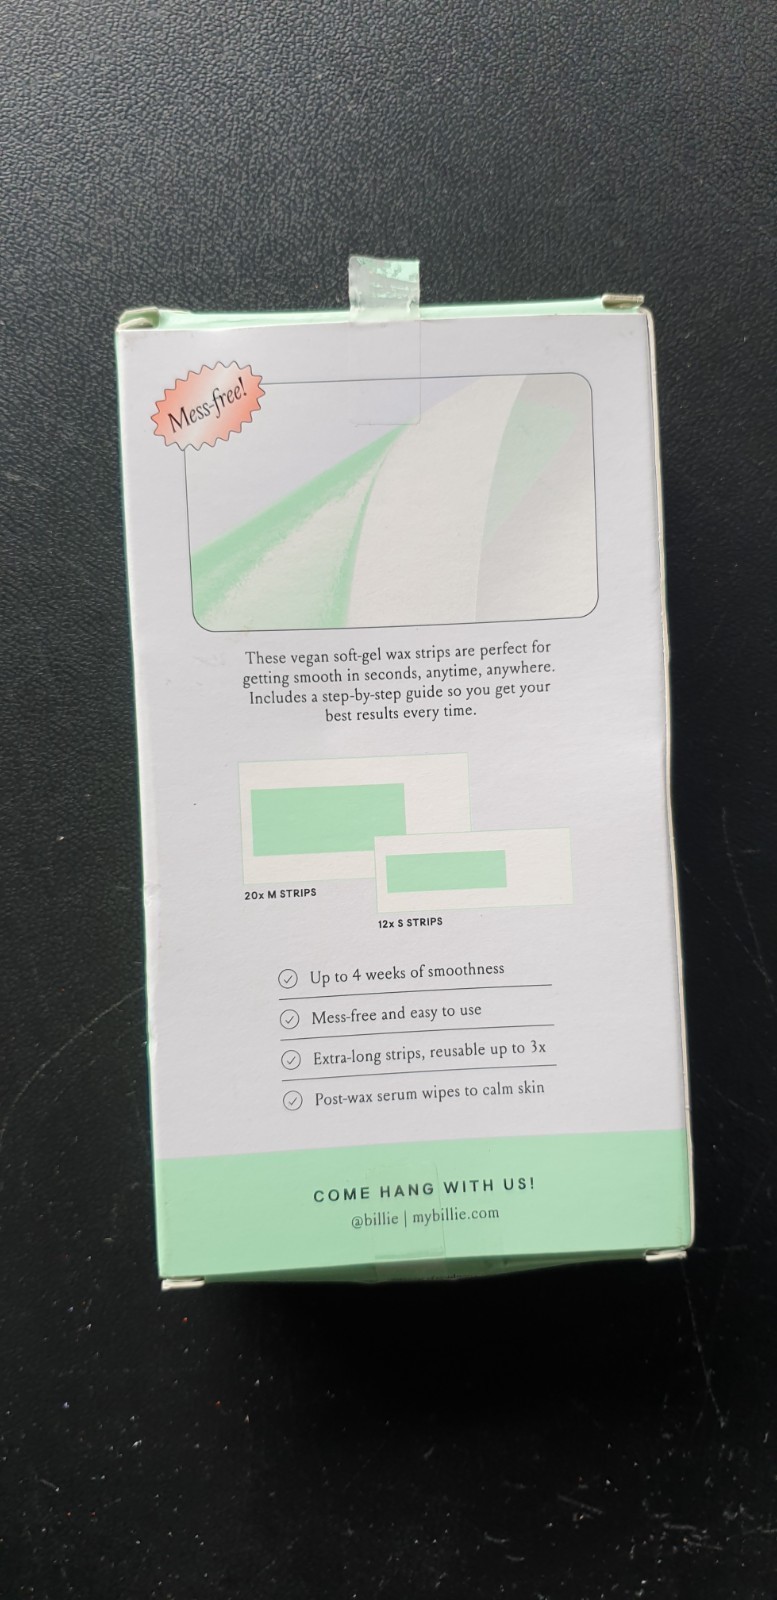 Mess-free!
These vegan soft-gel wax strips are perfect for
getting smooth in seconds, anytime, anywhere.
Includes a step-by-step guide so you get your
best results every time.
20x M STRIPS
12x S STRIPS
Up to 4 weeks of smoothness
Mess-free and easy to use
Extra-long strips, reusable up to 3x
Post-wax serum wipes to calm skin
COME HANG WITH US!
@billie | mybillie.com